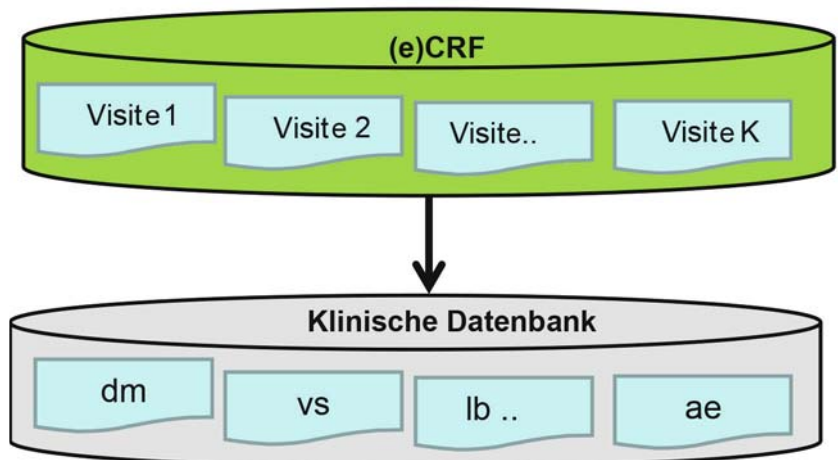 (e)CRF
Visite 1
Visite 2
Visite..
Visite K
Klinische Datenbank
dm
vs
lb ..
ae